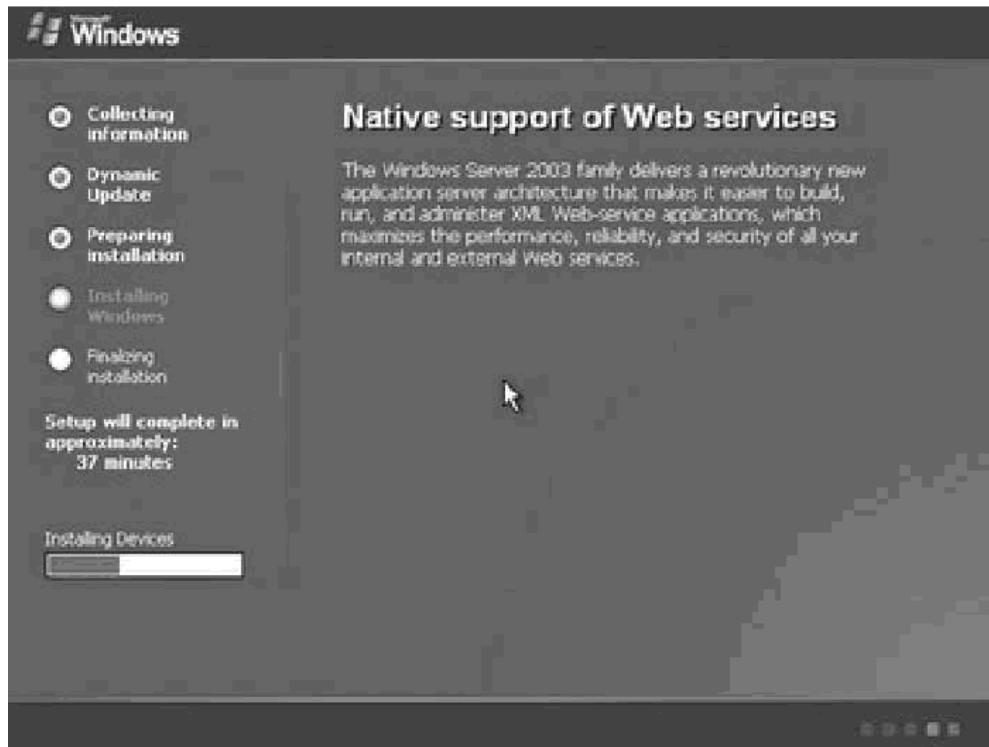 Microsoft
Windows
Collecting
information
Dynamic
Update
Preparing
installation
Installing
Windows
Finalizing
installation
Setup will complete in
approximately:
37 minutes
Installing Devices
Native support of Web services
The Windows Server 2003 family delivers a revolutionary new
application server architecture that makes it easier to build,
run, and administer XML Web-service applications, which
maximizes the performance, reliability, and security of all your
internal and external Web services.